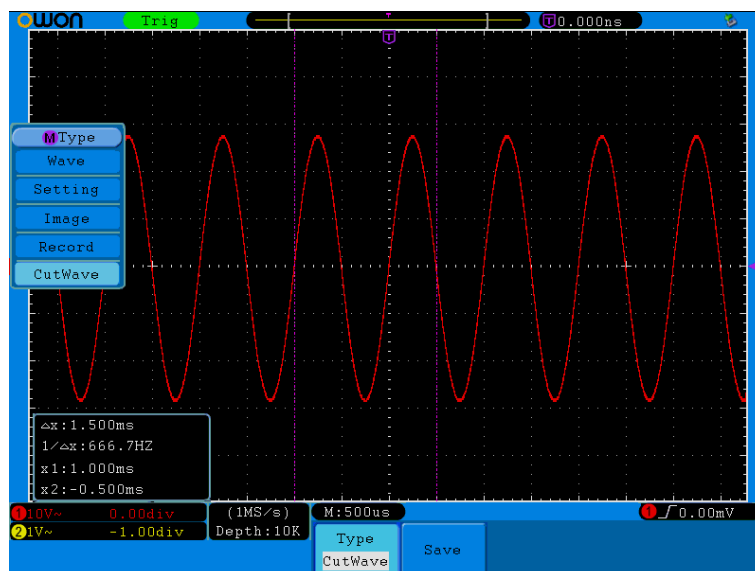 OWON Trig T 0.000ns
T
M Type
Wave
Setting
Image
Record
CutWave
△x:1.500ms
1/△x:666.7HZ
x1:1.000ms
x2:-0.500ms
1 10V~ 0.00div (1MS/s) M:500us 1 0.00mV
2 1V~ -1.00div Depth:10K
Type
CutWave
Save